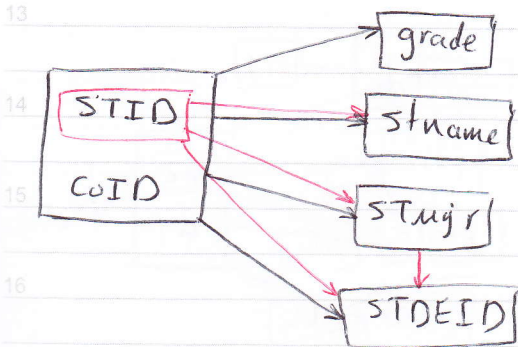 13
grade
14
STID
Stname
CoID
15
STmjr
16
STDEID